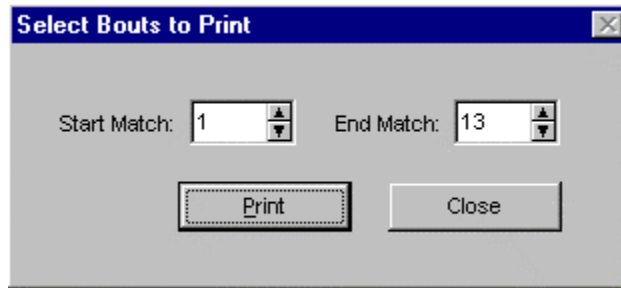 Select Bouts to Print
Start Match: 1 End Match: 13
Print Close